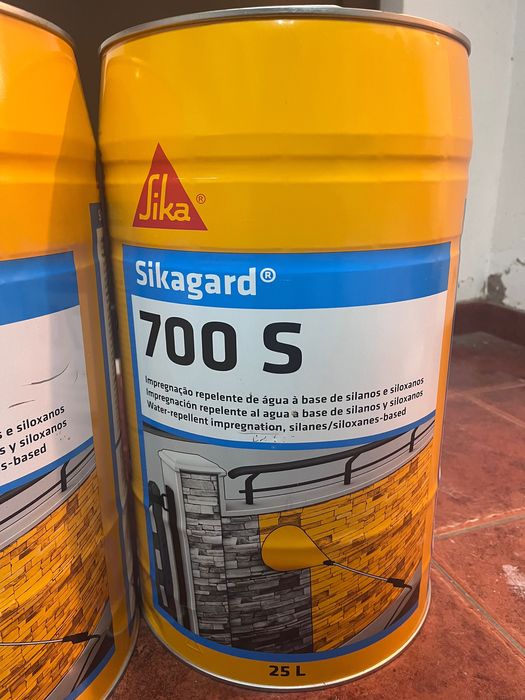 Sika®
Sikagard®
700 S
Impregnação repelente de água à base de silanos e siloxanos
Impregnación repelente al agua a base de silanos y siloxanos
Water-repellent impregnation, silanes/siloxanes-based
25 L
s e siloxanos
s y siloxanos
s-based